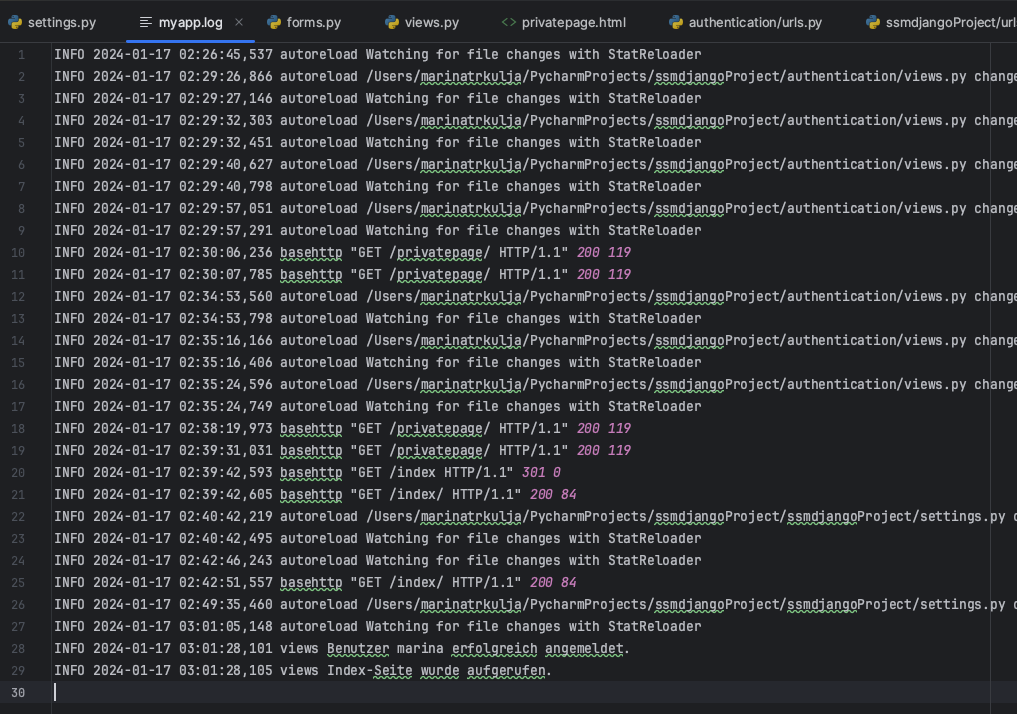 settings.py myapp.log × forms.py views.py <> privatepage.html authentication/urls.py ssmdjangoProject/url
1 INFO 2024-01-17 02:26:45,537 autoreload Watching for file changes with StatReloader
2 INFO 2024-01-17 02:29:26,866 autoreload /Users/marinatrkulja/PycharmProjects/ssmdjangoProject/authentication/views.py change
3 INFO 2024-01-17 02:29:27,146 autoreload Watching for file changes with StatReloader
4 INFO 2024-01-17 02:29:32,303 autoreload /Users/marinatrkulja/PycharmProjects/ssmdjangoProject/authentication/views.py change
5 INFO 2024-01-17 02:29:32,451 autoreload Watching for file changes with StatReloader
6 INFO 2024-01-17 02:29:40,627 autoreload /Users/marinatrkulja/PycharmProjects/ssmdjangoProject/authentication/views.py change
7 INFO 2024-01-17 02:29:40,798 autoreload Watching for file changes with StatReloader
8 INFO 2024-01-17 02:29:57,051 autoreload /Users/marinatrkulja/PycharmProjects/ssmdjangoProject/authentication/views.py change
9 INFO 2024-01-17 02:29:57,291 autoreload Watching for file changes with StatReloader
10 INFO 2024-01-17 02:30:06,236 basehttp "GET /privatepage/ HTTP/1.1" 200 119
11 INFO 2024-01-17 02:30:07,785 basehttp "GET /privatepage/ HTTP/1.1" 200 119
12 INFO 2024-01-17 02:34:53,560 autoreload /Users/marinatrkulja/PycharmProjects/ssmdjangoProject/authentication/views.py change
13 INFO 2024-01-17 02:34:53,798 autoreload Watching for file changes with StatReloader
14 INFO 2024-01-17 02:35:16,166 autoreload /Users/marinatrkulja/PycharmProjects/ssmdjangoProject/authentication/views.py change
15 INFO 2024-01-17 02:35:16,406 autoreload Watching for file changes with StatReloader
16 INFO 2024-01-17 02:35:24,596 autoreload /Users/marinatrkulja/PycharmProjects/ssmdjangoProject/authentication/views.py change
17 INFO 2024-01-17 02:35:24,749 autoreload Watching for file changes with StatReloader
18 INFO 2024-01-17 02:38:19,973 basehttp "GET /privatepage/ HTTP/1.1" 200 119
19 INFO 2024-01-17 02:39:31,031 basehttp "GET /privatepage/ HTTP/1.1" 200 119
20 INFO 2024-01-17 02:39:42,593 basehttp "GET /index HTTP/1.1" 301 0
21 INFO 2024-01-17 02:39:42,605 basehttp "GET /index/ HTTP/1.1" 200 84
22 INFO 2024-01-17 02:40:42,219 autoreload /Users/marinatrkulja/PycharmProjects/ssmdjangoProject/ssmdjangoProject/settings.py c
23 INFO 2024-01-17 02:40:42,495 autoreload Watching for file changes with StatReloader
24 INFO 2024-01-17 02:42:46,243 autoreload Watching for file changes with StatReloader
25 INFO 2024-01-17 02:42:51,557 basehttp "GET /index/ HTTP/1.1" 200 84
26 INFO 2024-01-17 02:49:35,460 autoreload /Users/marinatrkulja/PycharmProjects/ssmdjangoProject/ssmdjangoProject/settings.py c
27 INFO 2024-01-17 03:01:05,148 autoreload Watching for file changes with StatReloader
28 INFO 2024-01-17 03:01:28,101 views Benutzer marina erfolgreich angemeldet.
29 INFO 2024-01-17 03:01:28,105 views Index-Seite wurde aufgerufen.
30